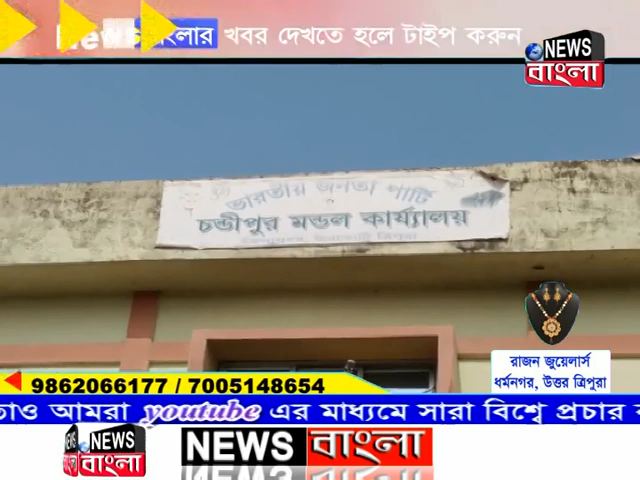 News বাংলার খবর দেখতে হলে টাইপ করুন
NEWS
বাংলা
ভারতীয় জনতা পার্টি
চন্ডীপুর মন্ডল কার্য্যালয়
ত্রিপুরা
রাজন জুয়েলার্স
ধর্মনগর, উত্তর ত্রিপুরা
9862066177 / 7005148654
আমরা youtube এর মাধ্যমে সারা বিশ্বে প্রচার
NEWS
বাংলা
NEWS বাংলা